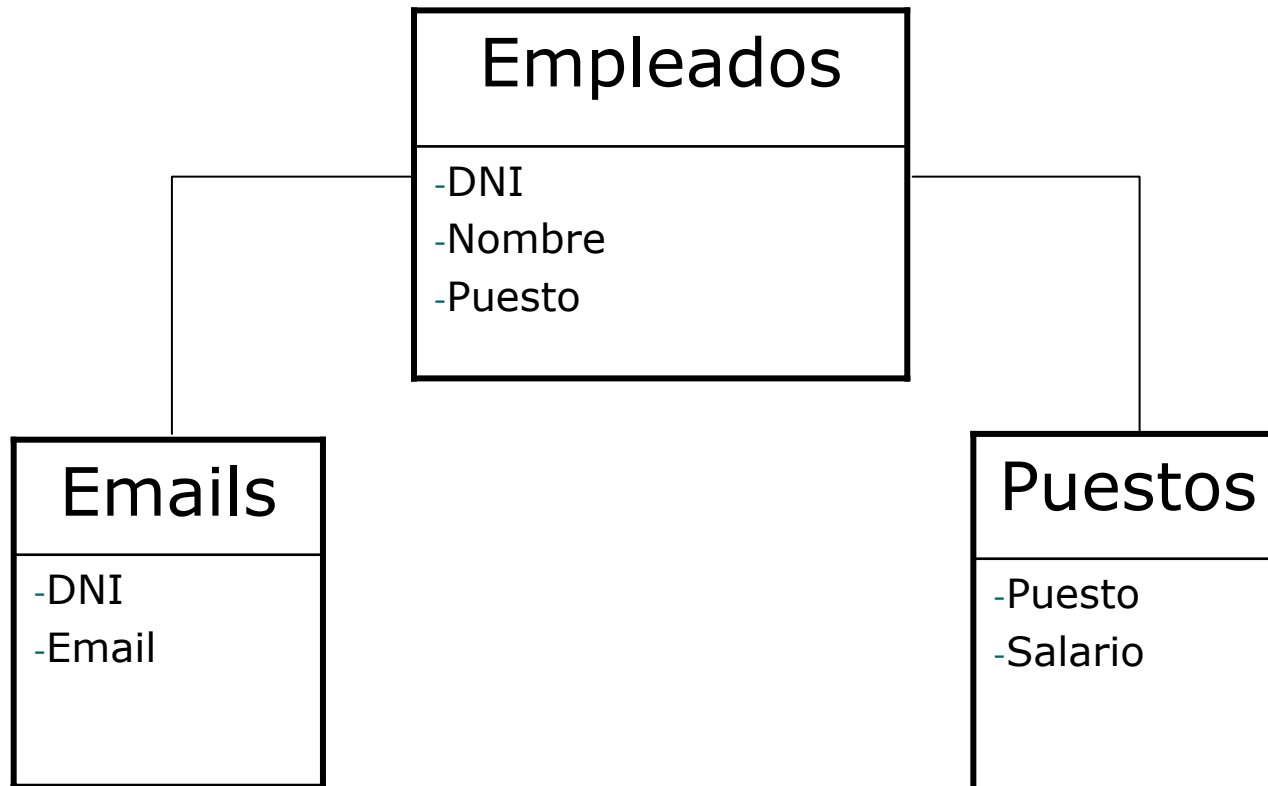 Empleados
-DNI
-Nombre
-Puesto
Emails
-DNI
-Email
Puestos
-Puesto
-Salario